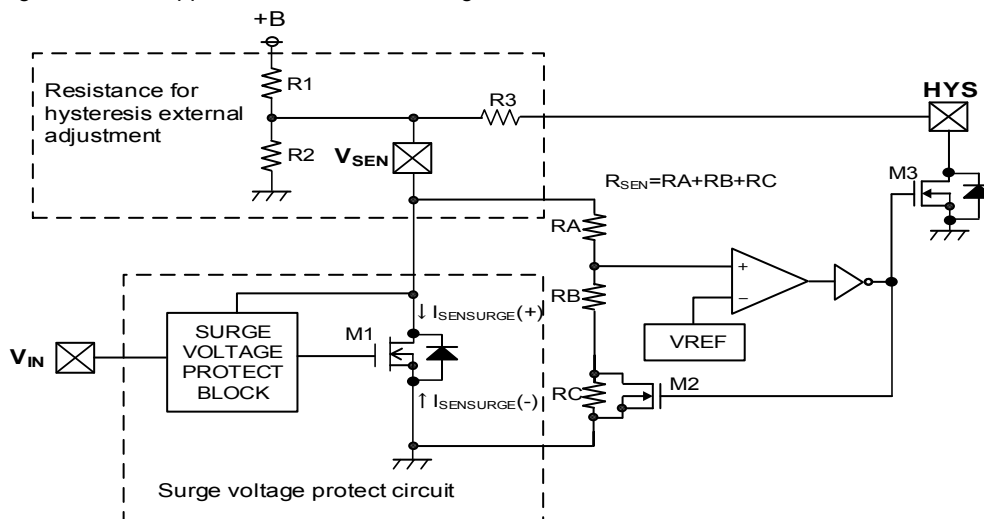 +B
Resistance for
hysteresis external
adjustment
R1
R2
R3
HYS
VSEN
RSEN=RA+RB+RC
M3
RA
+
−
RB
VREF
RC
M2
VIN
SURGE
VOLTAGE
PROTECT
BLOCK
M1
↓ ISENSURGE(+)
↑ ISENSURGE(-)
Surge voltage protect circuit